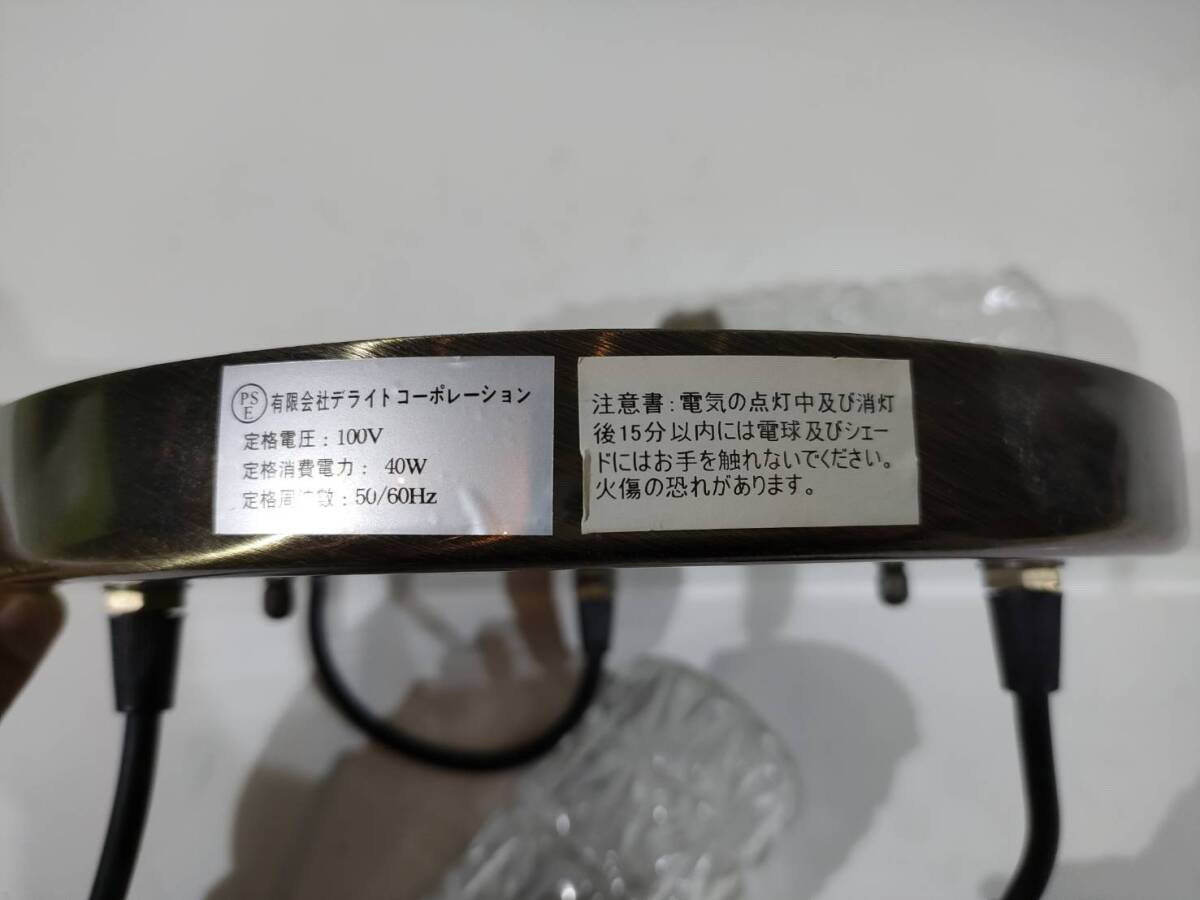 PS
E
有限会社デライトコーポレーション
定格電圧：100V
定格消費電力： 40W
定格周 数：50/60Hz
注意書：電気の点灯中及び消灯
後15分以内には電球及びシェー
ドにはお手を触れないでください。
火傷の恐れがあります。